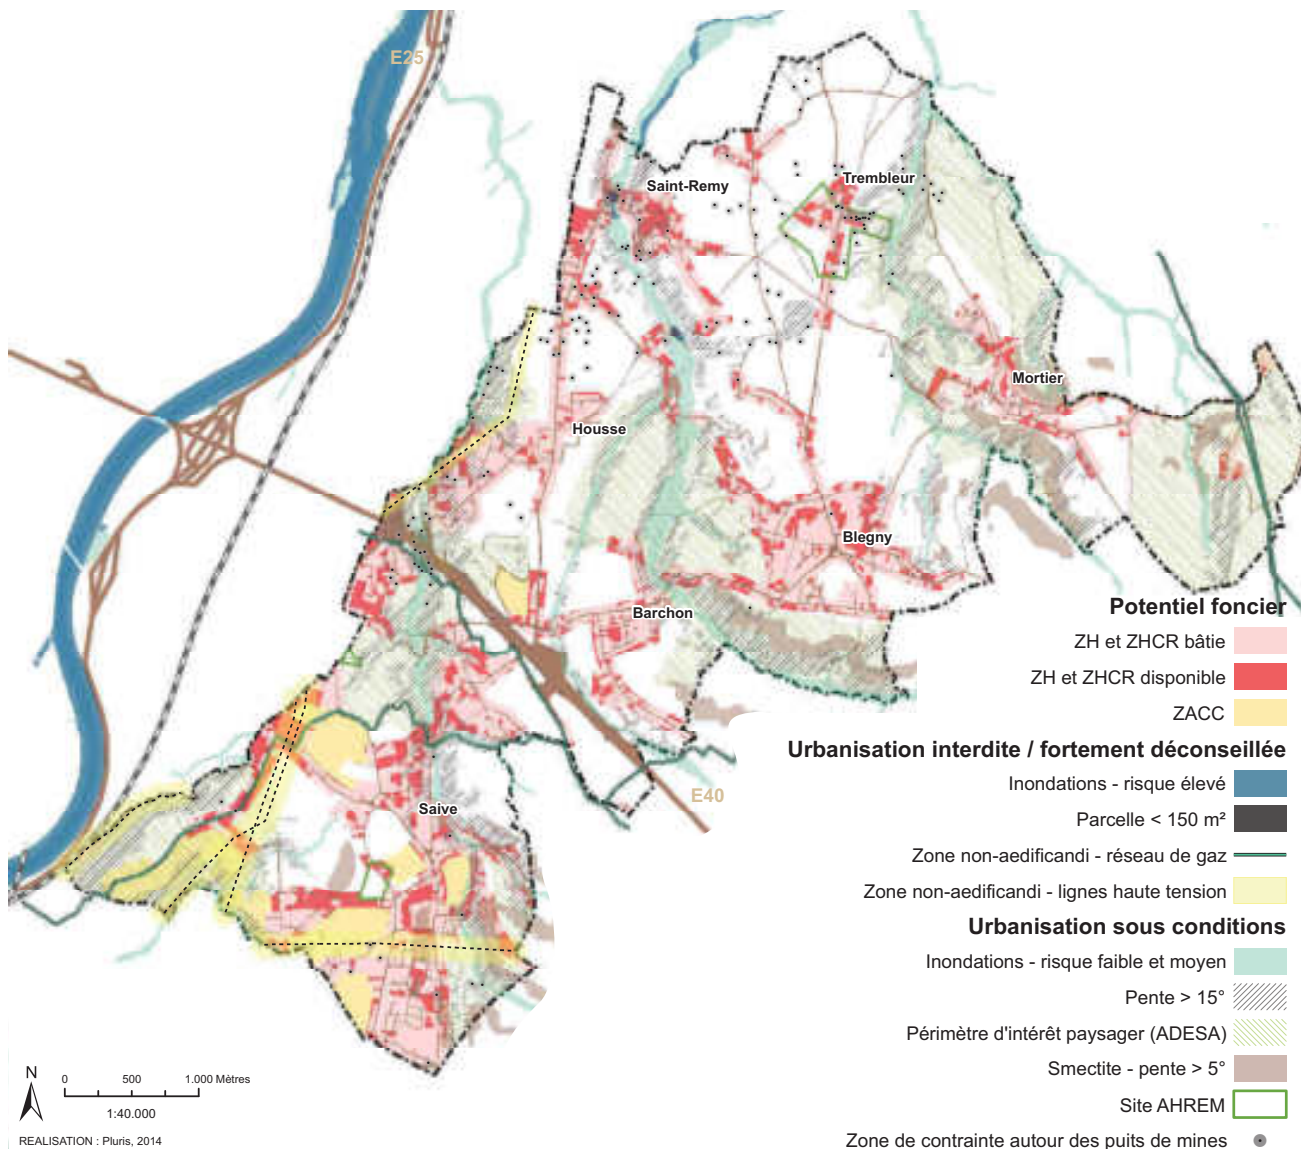 E25
Saint-Remy
Trembleur
Mortier
Housse
Blegny
Barchon
Saive
E40
Potentiel foncier
ZH et ZHCR bâtie
ZH et ZHCR disponible
ZACC
Urbanisation interdite / fortement déconseillée
Inondations - risque élevé
Parcelle < 150 m²
Zone non-aedificandi - réseau de gaz
Zone non-aedificandi - lignes haute tension
Urbanisation sous conditions
Inondations - risque faible et moyen
Pente > 15°
Périmètre d'intérêt paysager (ADESA)
Smectite - pente > 5°
Site AHREM
Zone de contrainte autour des puits de mines
N
0 500 1.000 Mètres
1:40.000
REALISATION : Pluris, 2014